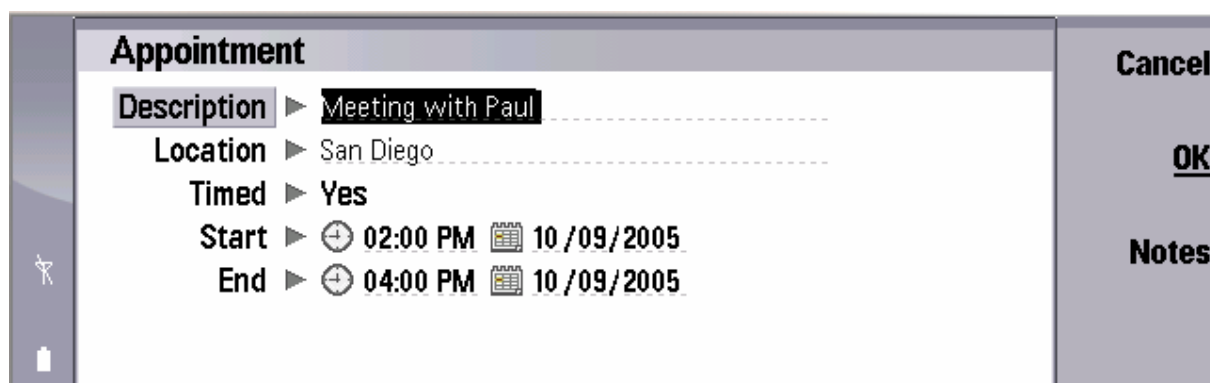 Appointment
Cancel
Description Meeting with Paul
Location San Diego
OK
Timed Yes
Start 02:00 PM 10/09/2005
Notes
End 04:00 PM 10/09/2005